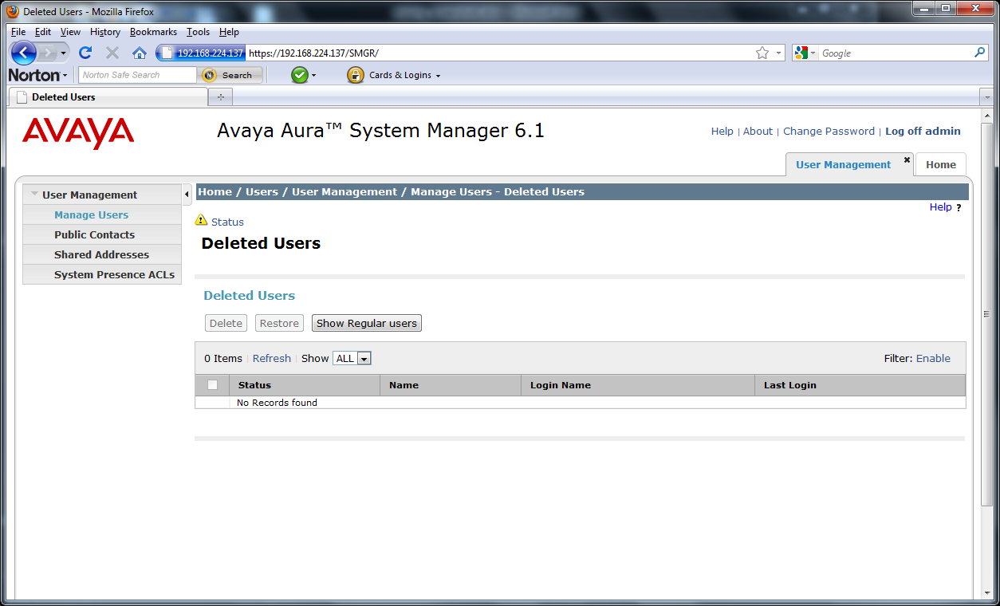 Deleted Users - Mozilla Firefox
File Edit View History Bookmarks Tools Help
192.168.224.137 https://192.168.224.137/SMGR/ Google
Norton Norton Safe Search Search Cards & Logins
Deleted Users
AVAYA Avaya Aura™ System Manager 6.1 Help | About | Change Password | Log off admin
User Management Home
User Management
Manage Users
Public Contacts
Shared Addresses
System Presence ACLs
Home / Users / User Management / Manage Users - Deleted Users
Help ?
Status
Deleted Users
Deleted Users
Delete Restore Show Regular users
0 Items | Refresh | Show ALL Filter: Enable
Status Name Login Name Last Login
No Records found